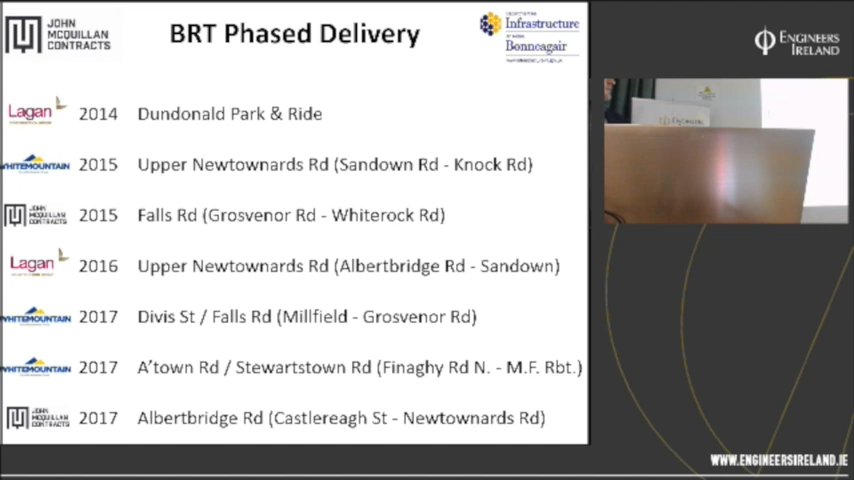 JOHN
MCQUILLAN
CONTRACTS
BRT Phased Delivery
Infrastructure
Bonneagair
ENGINEERS
IRELAND
Lagan 2014 Dundonald Park & Ride
WHITEMOUNTAIN 2015 Upper Newtownards Rd (Sandown Rd - Knock Rd)
JOHN
MCQUILLAN
CONTRACTS
2015 Falls Rd (Grosvenor Rd - Whiterock Rd)
Lagan 2016 Upper Newtownards Rd (Albertbridge Rd - Sandown)
WHITEMOUNTAIN 2017 Divis St / Falls Rd (Millfield - Grosvenor Rd)
WHITEMOUNTAIN 2017 A'town Rd / Stewartstown Rd (Finaghy Rd N. - M.F. Rbt.)
JOHN
MCQUILLAN
CONTRACTS
2017 Albertbridge Rd (Castlereagh St - Newtownards Rd)
WWW.ENGINEERSIRELAND.IE